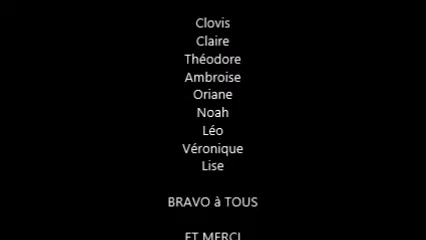 Clovis
Claire
Théodore
Ambroise
Oriane
Noah
Léo
Véronique
Lise
BRAVO à TOUS
ET MERCI